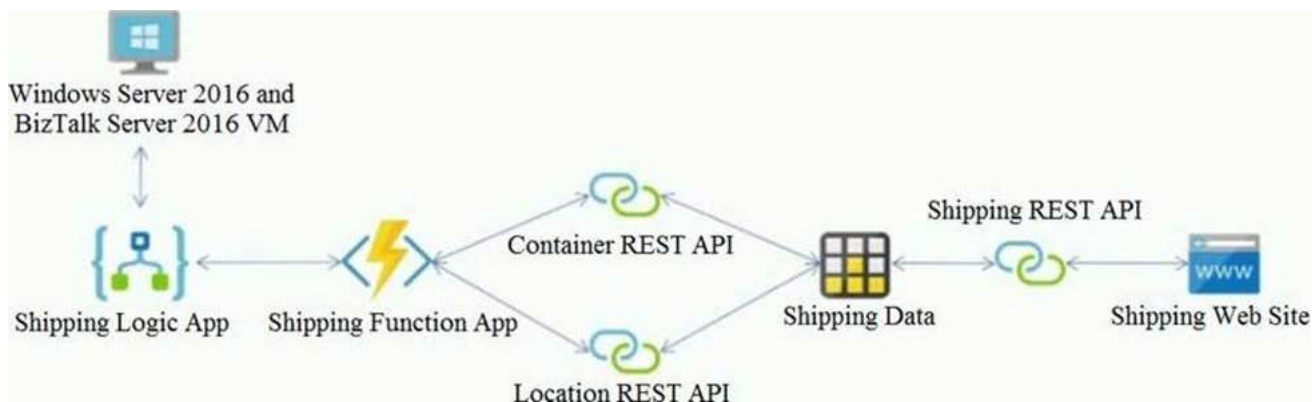 Windows Server 2016 and
BizTalk Server 2016 VM
Shipping REST API
Container REST API
www
Shipping Logic App
Shipping Function App
Shipping Data
Shipping Web Site
Location REST API